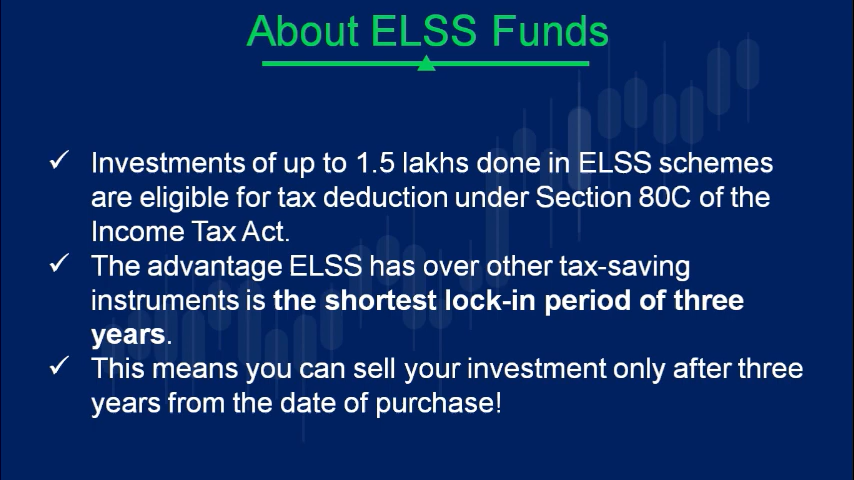 About ELSS Funds
✓ Investments of up to 1.5 lakhs done in ELSS schemes
are eligible for tax deduction under Section 80C of the
Income Tax Act.
✓ The advantage ELSS has over other tax-saving
instruments is the shortest lock-in period of three
years.
✓ This means you can sell your investment only after three
years from the date of purchase!